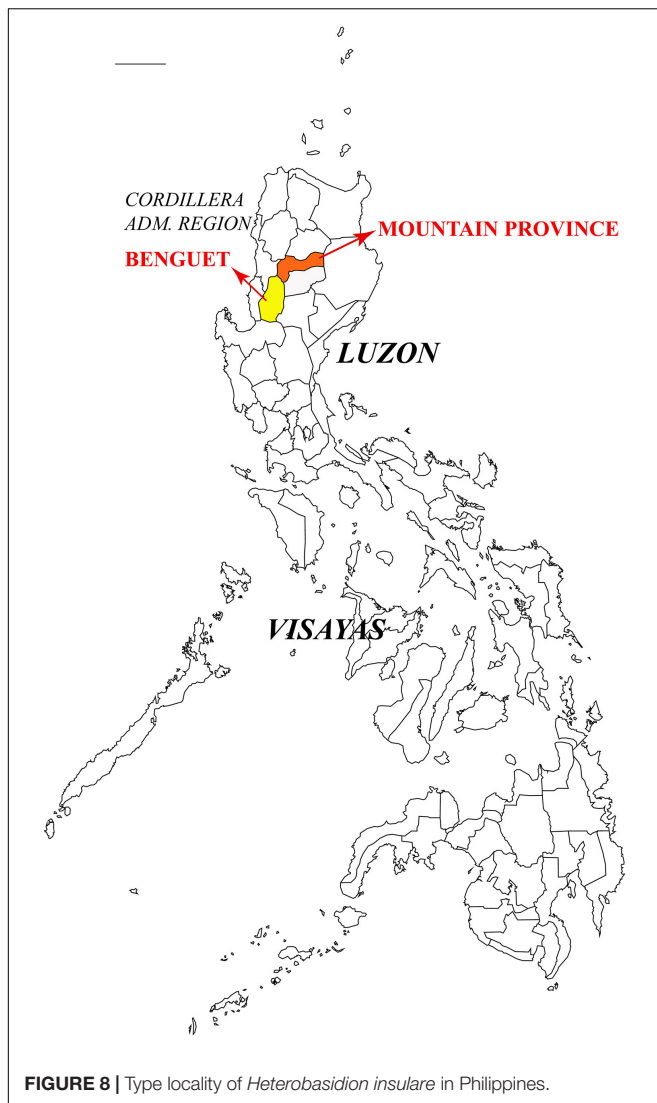 CORDILLERA
ADM. REGION
MOUNTAIN PROVINCE
BENGUET
LUZON
VISAYAS
FIGURE 8 | Type locality of Heterobasidion insulare in Philippines.